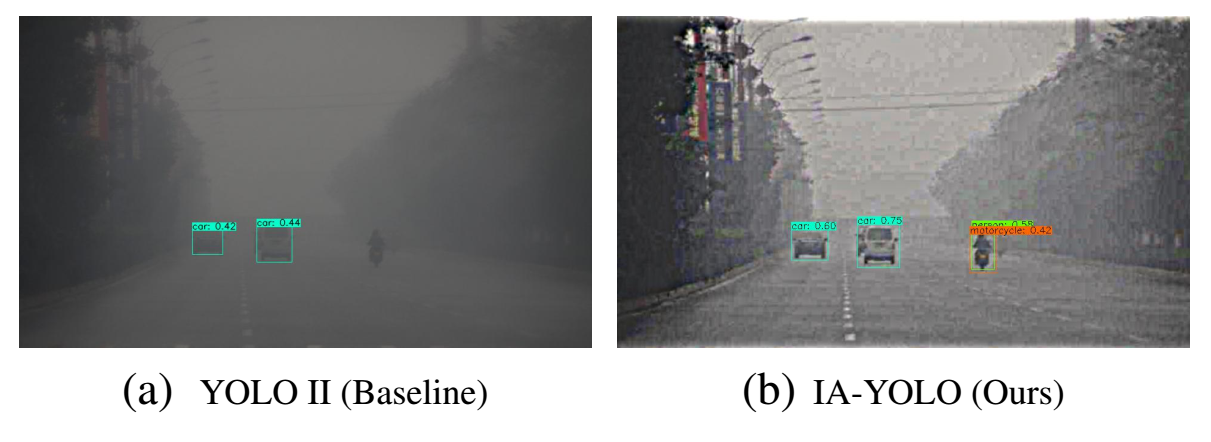 car: 0.42
car: 0.44
car: 0.60
car: 0.75
person: 0.58
motorcycle: 0.42
(a) YOLO II (Baseline)
(b) IA-YOLO (Ours)